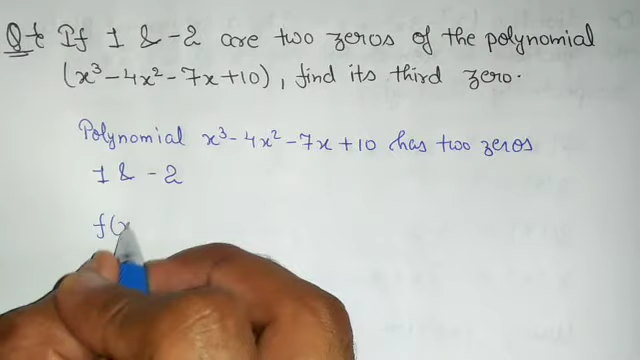 Q6 If 1 & -2 are two zeros of the polynomial
(x³-4x²-7x+10), find its third zero.
Polynomial x³-4x²-7x+10 has two zeros
1 & -2
f(x